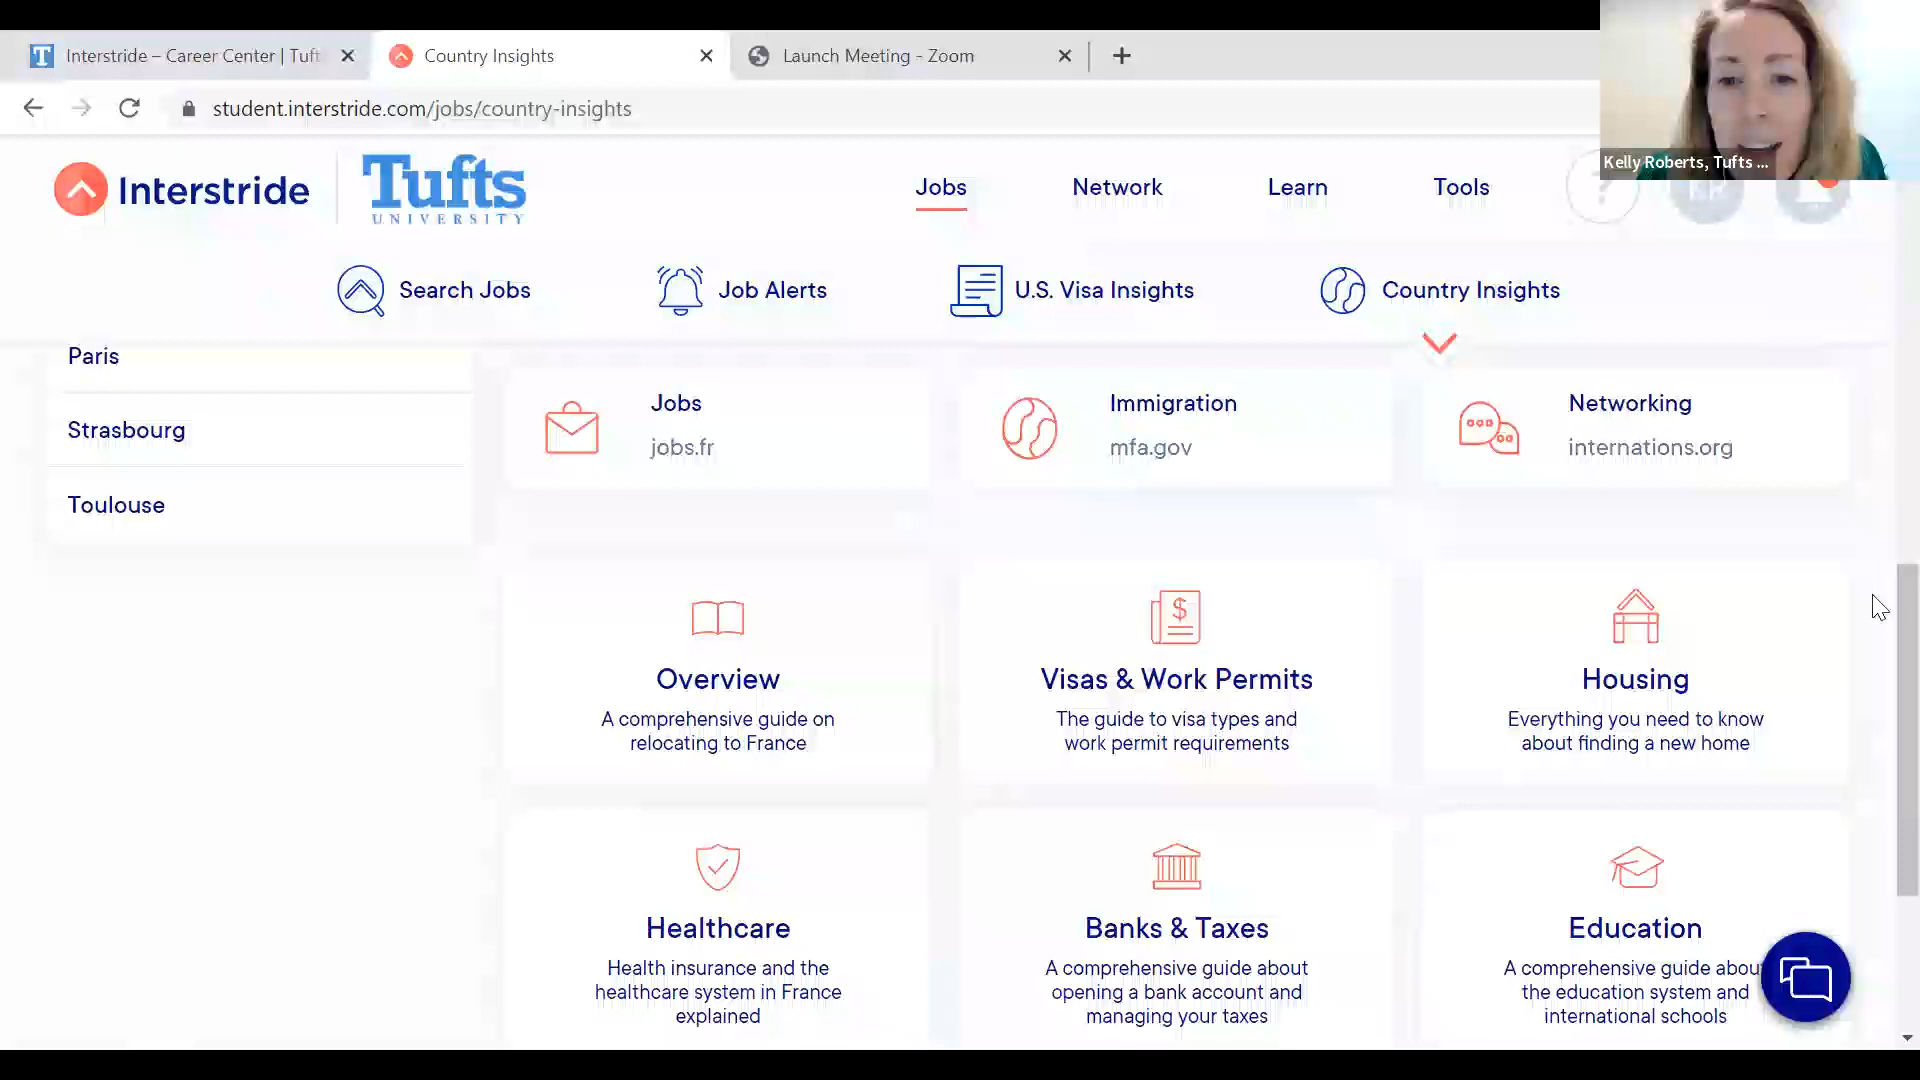 Interstride – Career Center | Tuft
Country Insights
Launch Meeting - Zoom
student.interstride.com/jobs/country-insights
Kelly Roberts, Tufts ...
Interstride
Tufts
UNIVERSITY
Jobs
Network
Learn
Tools
?
Search Jobs
Job Alerts
U.S. Visa Insights
Country Insights
Paris
Strasbourg
Toulouse
Jobs
jobs.fr
Immigration
mfa.gov
Networking
internations.org
Overview
A comprehensive guide on
relocating to France
Visas & Work Permits
The guide to visa types and
work permit requirements
Housing
Everything you need to know
about finding a new home
Healthcare
Health insurance and the
healthcare system in France
explained
Banks & Taxes
A comprehensive guide about
opening a bank account and
managing your taxes
Education
A comprehensive guide abou
the education system and
international schools